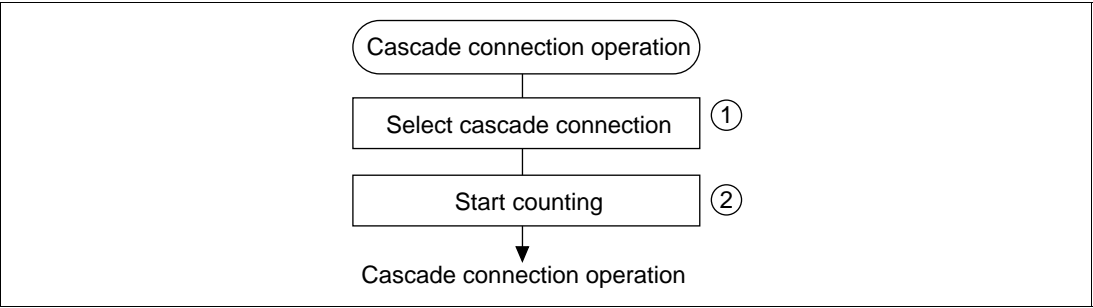 Cascade connection operation
Select cascade connection
1
Start counting
2
Cascade connection operation